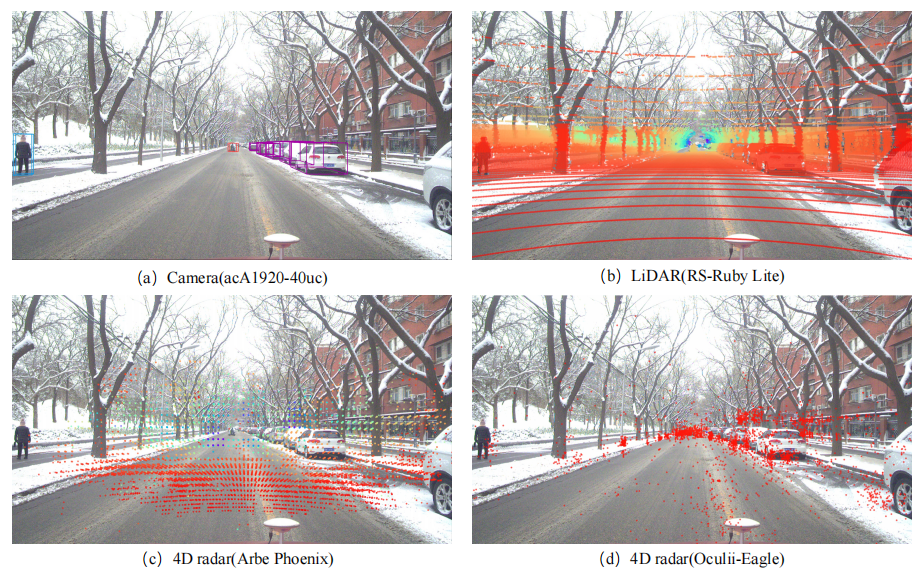 (a) Camera(acA1920-40uc)
(b) LiDAR(RS-Ruby Lite)
(c) 4D radar(Arbe Phoenix)
(d) 4D radar(Oculii-Eagle)